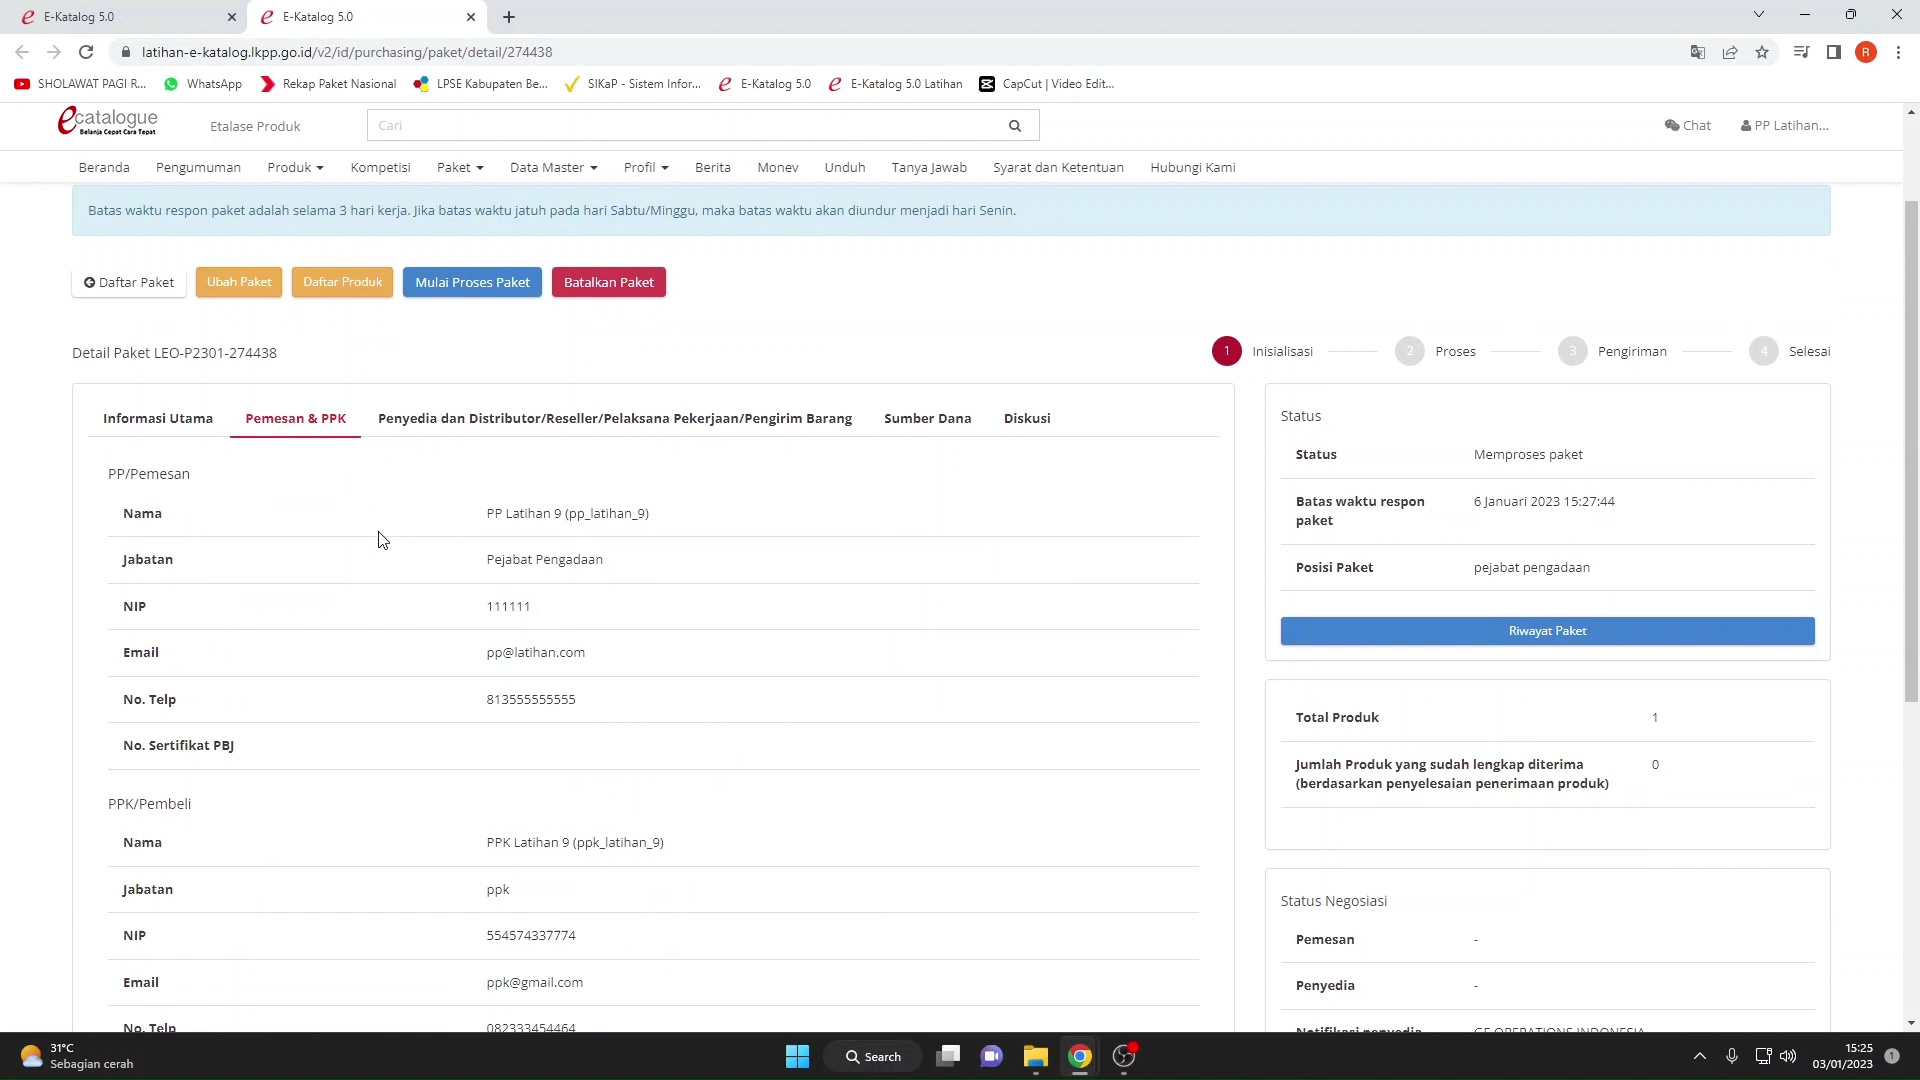 E-Katalog 5.0
E-Katalog 5.0
latihan-e-katalog.lkpp.go.id/v2/id/purchasing/paket/detail/274438
R
SHOLAWAT PAGI R...
WhatsApp
Rekap Paket Nasional
LPSE Kabupaten Be...
SIKaP - Sistem Infor...
E-Katalog 5.0
E-Katalog 5.0 Latihan
CapCut | Video Edit...
ecatalogue
Belanja Cepat Cara Tepat
Etalase Produk
Cari
Chat
PP Latihan...
Beranda
Pengumuman
Produk
Kompetisi
Paket
Data Master
Profil
Berita
Monev
Unduh
Tanya Jawab
Syarat dan Ketentuan
Hubungi Kami
Batas waktu respon paket adalah selama 3 hari kerja. Jika batas waktu jatuh pada hari Sabtu/Minggu, maka batas waktu akan diundur menjadi hari Senin.
Daftar Paket
Ubah Paket
Daftar Produk
Mulai Proses Paket
Batalkan Paket
Detail Paket LEO-P2301-274438
1 Inisialisasi
2 Proses
3 Pengiriman
4 Selesai
Informasi Utama
Pemesan & PPK
Penyedia dan Distributor/Reseller/Pelaksana Pekerjaan/Pengirim Barang
Sumber Dana
Diskusi
PP/Pemesan
Nama PP Latihan 9 (pp_latihan_9)
Jabatan Pejabat Pengadaan
NIP 111111
Email pp@latihan.com
No. Telp 813555555555
No. Sertifikat PBJ
PPK/Pembeli
Nama PPK Latihan 9 (ppk_latihan_9)
Jabatan ppk
NIP 554574337774
Email ppk@gmail.com
No. Telp 082333454464
Status
Status Memproses paket
Batas waktu respon 6 Januari 2023 15:27:44
paket
Posisi Paket pejabat pengadaan
Riwayat Paket
Total Produk 1
Jumlah Produk yang sudah lengkap diterima 0
(berdasarkan penyelesaian penerimaan produk)
Status Negosiasi
Pemesan -
Penyedia -
Notifikasi penyedia GE OPERATIONS INDONESIA
31°C
Sebagian cerah
Search
15:25
03/01/2023
1